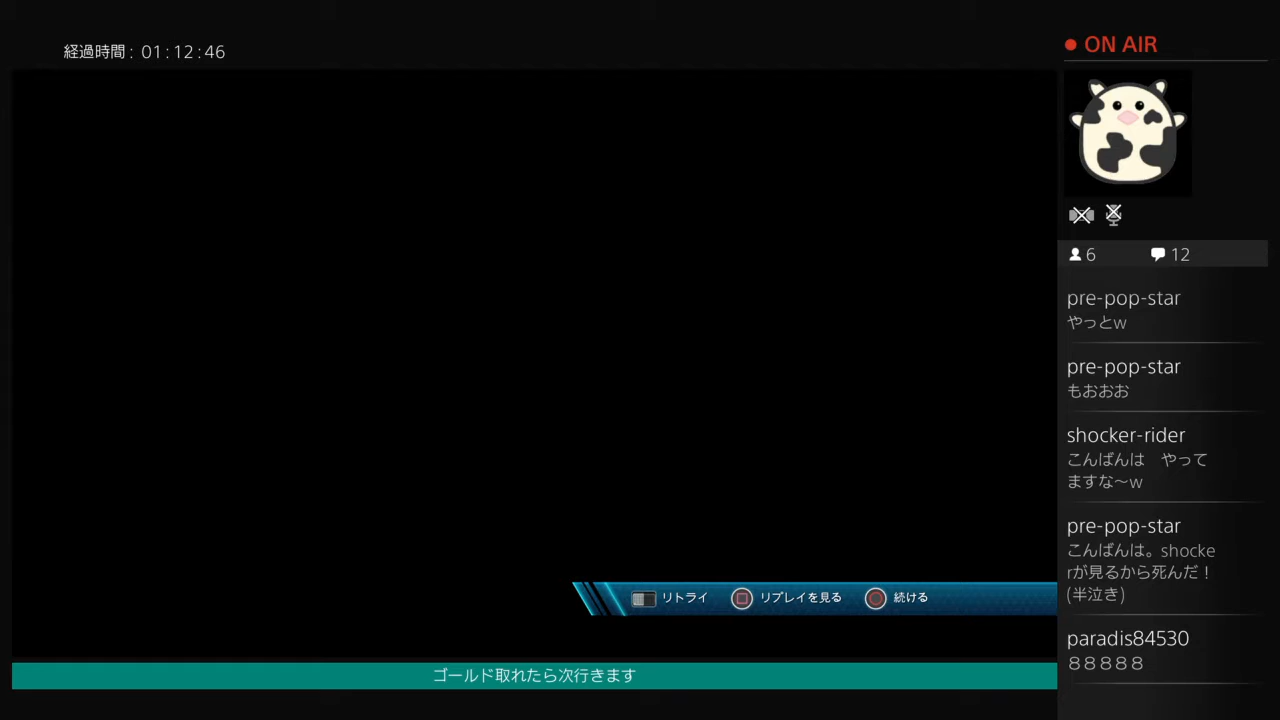 経過時間: 01:12:46
ON AIR
6 12
pre-pop-star
やっとw
pre-pop-star
もおおお
shocker-rider
こんばんは　やって
ますな～w
pre-pop-star
こんばんは。shocke
rが見るから死んだ！
(半泣き)
paradis84530
８８８８８
リトライ リプレイを見る 続ける
ゴールド取れたら次行きます